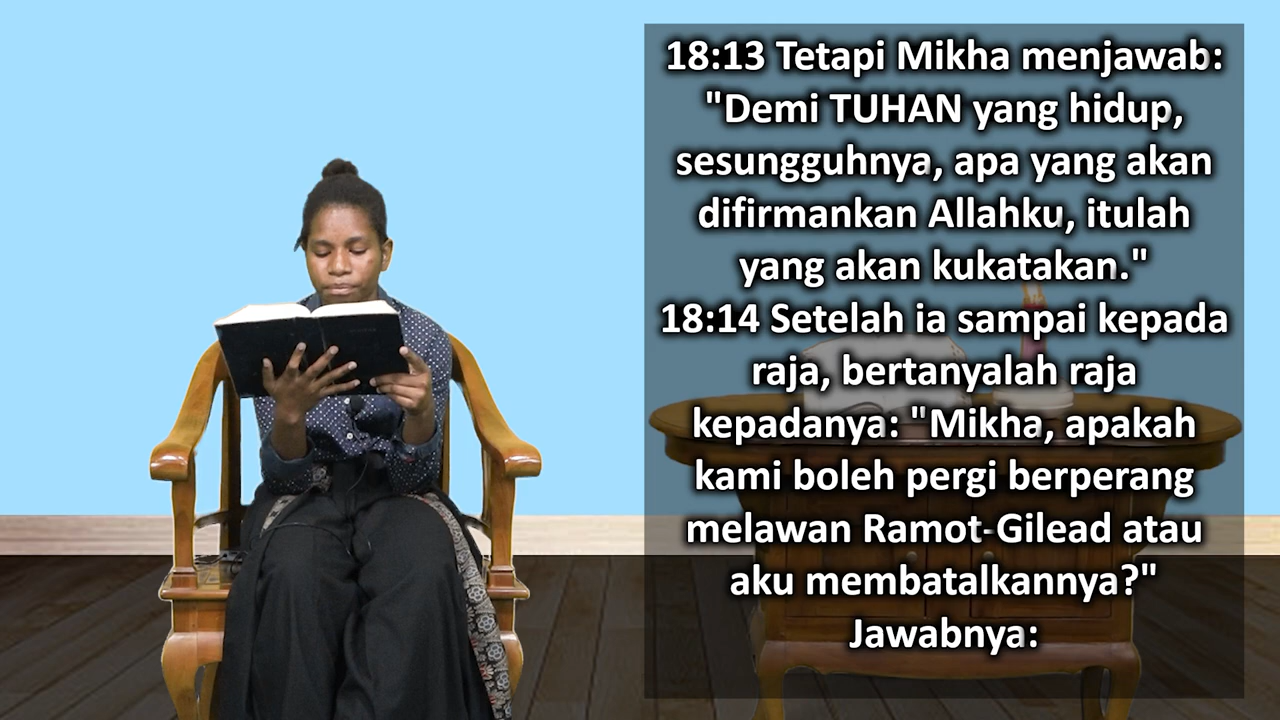 18:13 Tetapi Mikha menjawab:
"Demi TUHAN yang hidup,
sesungguhnya, apa yang akan
difirmankan Allahku, itulah
yang akan kukatakan."
18:14 Setelah ia sampai kepada
raja, bertanyalah raja
kepadanya: "Mikha, apakah
kami boleh pergi berperang
melawan Ramot-Gilead atau
aku membatalkannya?"
Jawabnya: